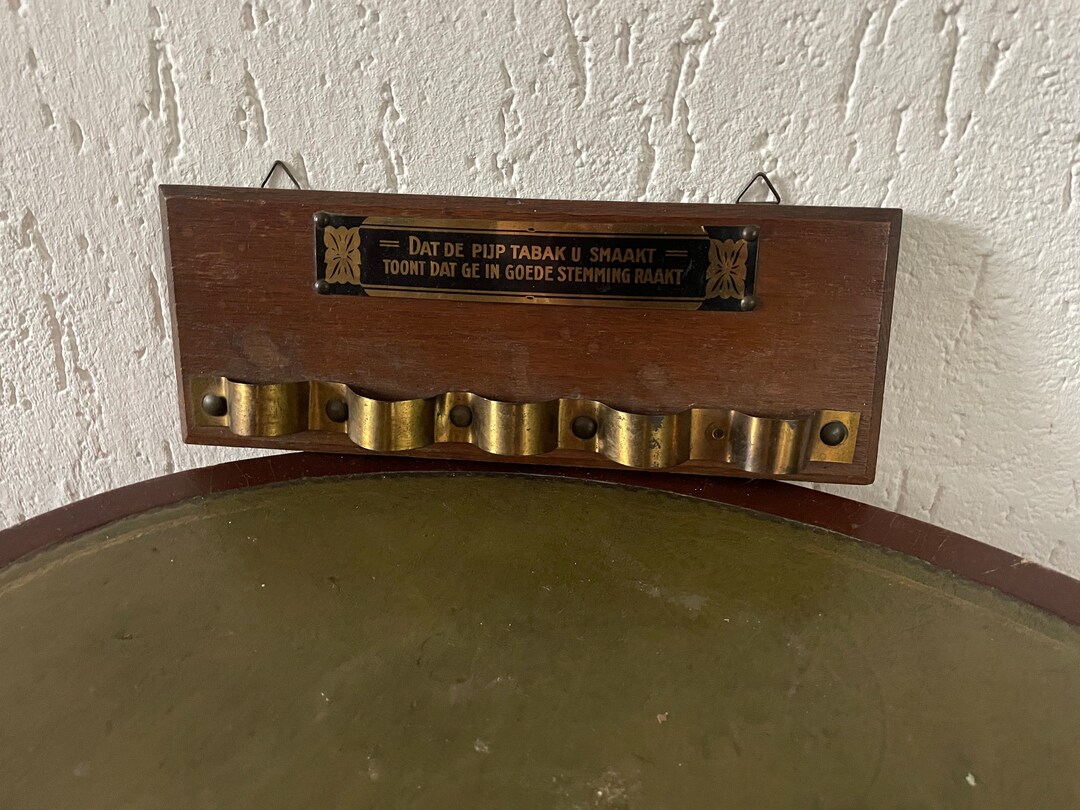 DAT DE PIJP TABAK U SMAAKT
TOONT DAT GE IN GOEDE STEMMING RAAKT